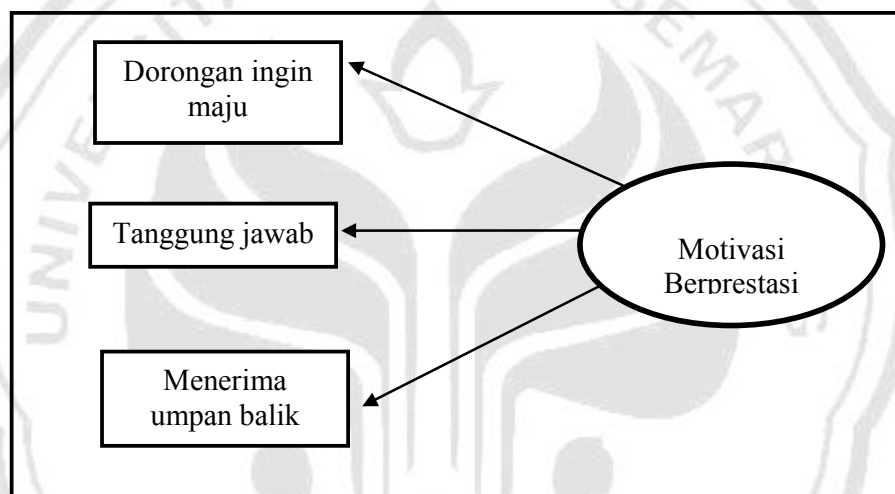 Dorongan ingin
maju
Tanggung jawab
Motivasi
Berprestasi
Menerima
umpan balik